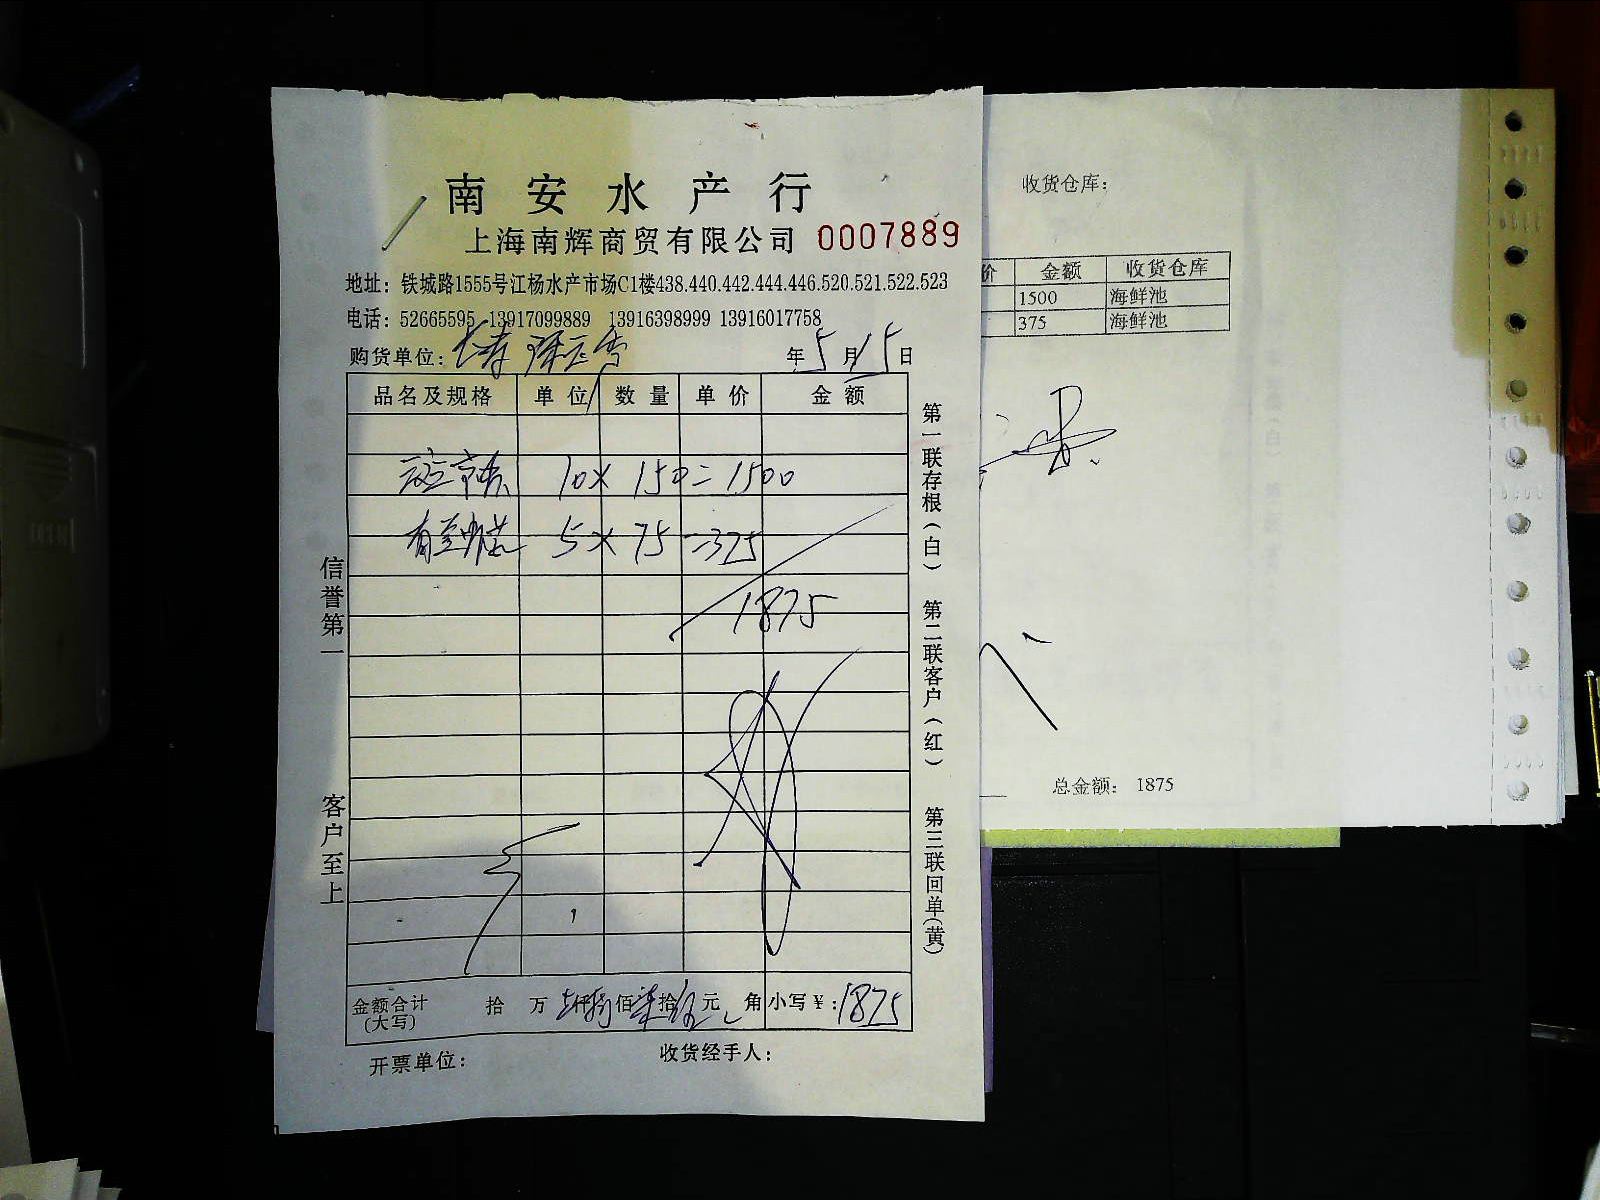 南安水产行
上海南辉商贸有限公司 0007889
地址：铁城路1555号江杨水产市场C1楼438.440.442.444.446.520.521.522.523
电话：52665595 13917099889 13916398999 13916017758
购货单位： 年5月15日
品名及规格 单位 数量 单价 金额
10× 150=1500
5× 75=375
1875
金额合计(大写) 拾 万 壹仟捌佰柒拾伍元 角 小写￥：1875
开票单位： 收货经手人：
信誉第一
客户至上
第一联存根(白)
第二联客户(红)
第三联回单(黄)
收货仓库：
价 金额 收货仓库
1500 海鲜池
375 海鲜池
总金额： 1875